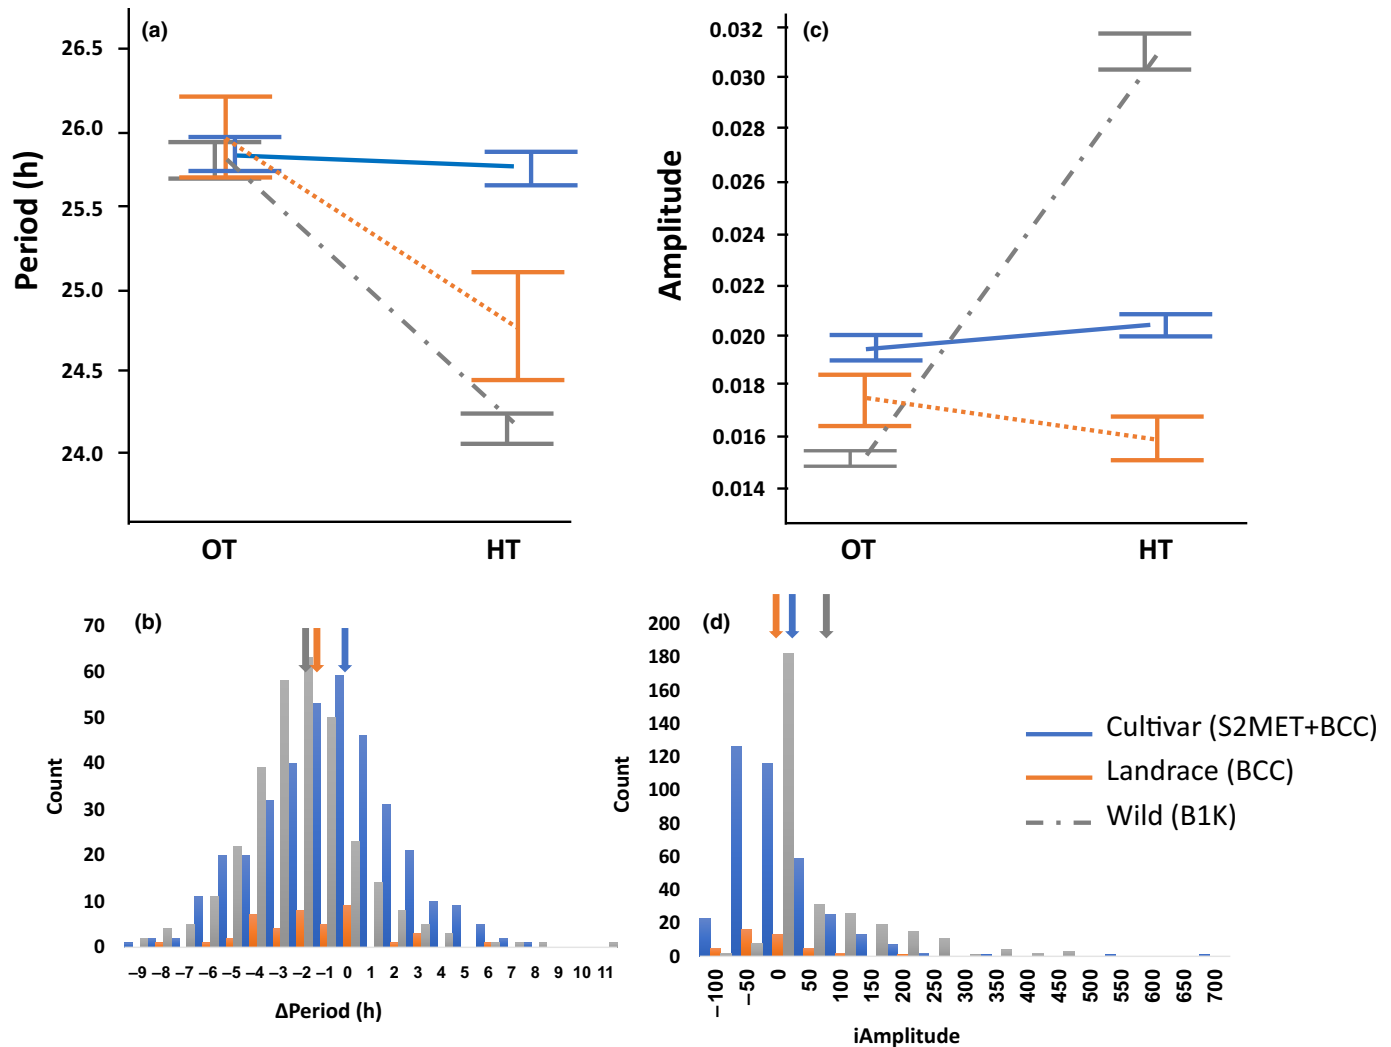 (a)
Period (h)
26.5
26.0
25.5
25.0
24.5
24.0
OT HT
(c)
Amplitude
0.032
0.030
0.028
0.026
0.024
0.022
0.020
0.018
0.016
0.014
OT HT
(b)
Count
70
60
50
40
30
20
10
0
–9 –8 –7 –6 –5 –4 –3 –2 –1 0 1 2 3 4 5 6 7 8 9 10 11
ΔPeriod (h)
(d)
Count
200
180
160
140
120
100
80
60
40
20
0
–100 –50 0 50 100 150 200 250 300 350 400 450 500 550 600 650 700
iAmplitude
Cultivar (S2MET+BCC)
Landrace (BCC)
Wild (B1K)